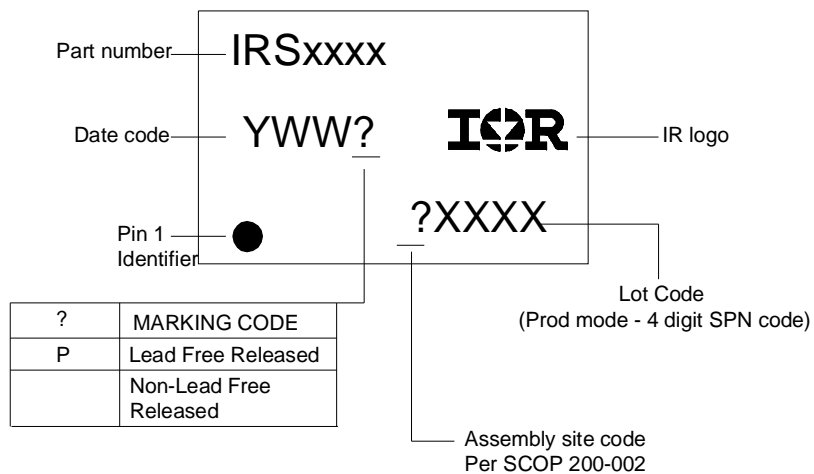 Part number
IRSxxxx
Date code
YWW?
IOR
IR logo
?XXXX
Pin 1
Identifier
Lot Code
(Prod mode - 4 digit SPN code)
? MARKING CODE
P Lead Free Released
Non-Lead Free
Released
Assembly site code
Per SCOP 200-002